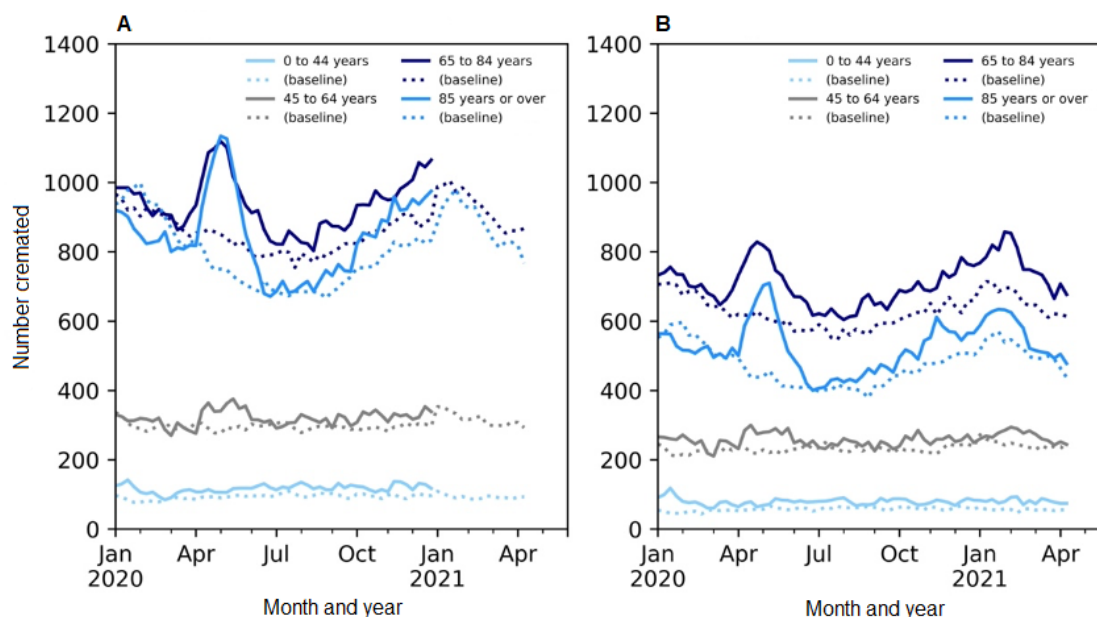 A
1400
1200
1000
800
600
400
200
0
0 to 44 years
(baseline)
45 to 64 years
(baseline)
65 to 84 years
(baseline)
85 years or over
(baseline)
Number cremated
Jan
2020
Apr
Jul
Oct
Jan
2021
Apr
Month and year
B
1400
1200
1000
800
600
400
200
0
0 to 44 years
(baseline)
45 to 64 years
(baseline)
65 to 84 years
(baseline)
85 years or over
(baseline)
Jan
2020
Apr
Jul
Oct
Jan
2021
Apr
Month and year